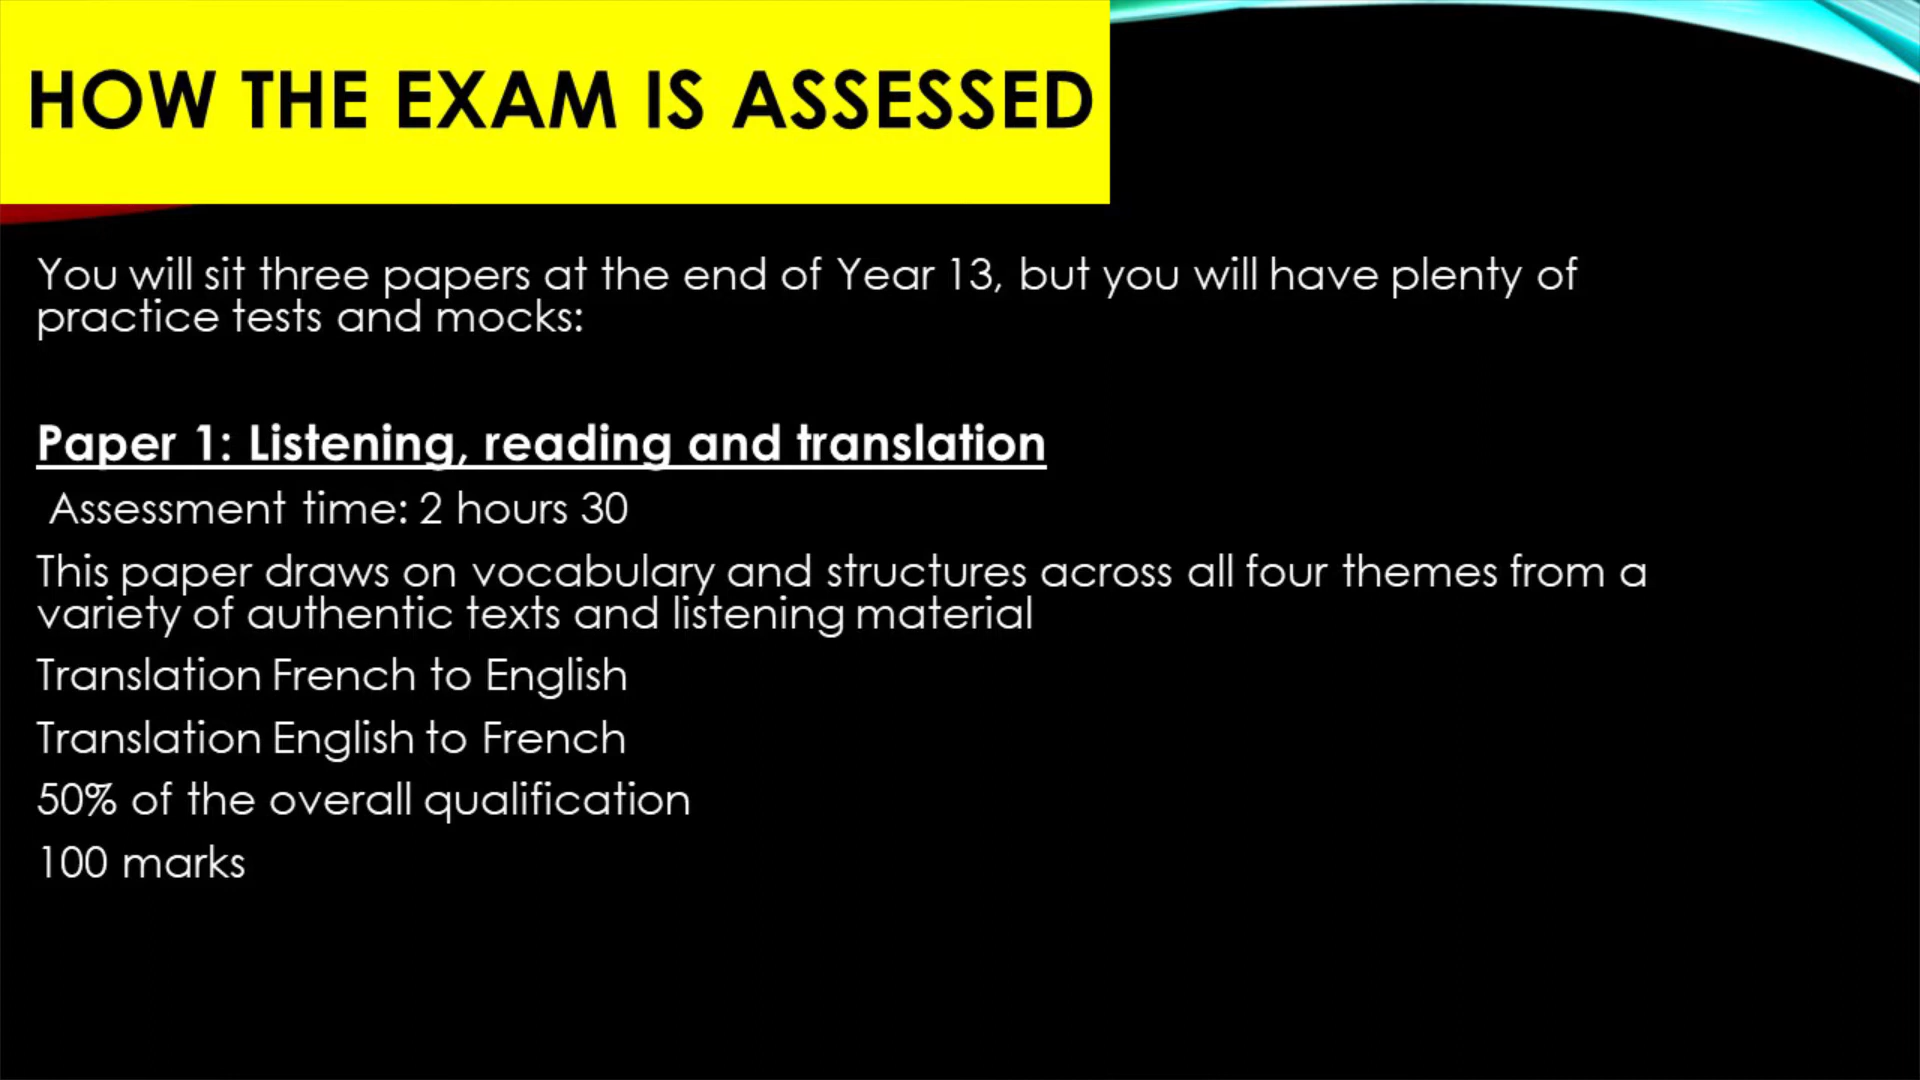 HOW THE EXAM IS ASSESSED
You will sit three papers at the end of Year 13, but you will have plenty of
practice tests and mocks:
Paper 1: Listening, reading and translation
Assessment time: 2 hours 30
This paper draws on vocabulary and structures across all four themes from a
variety of authentic texts and listening material
Translation French to English
Translation English to French
50% of the overall qualification
100 marks